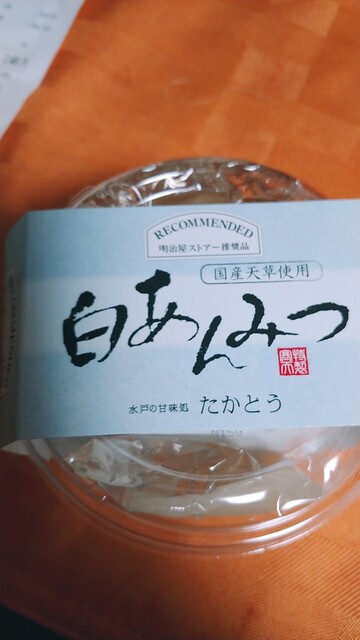 RECOMMENDED
明治屋ストアー推奨品
国産天草使用
白あんみつ
水戸の甘味処 たかとう